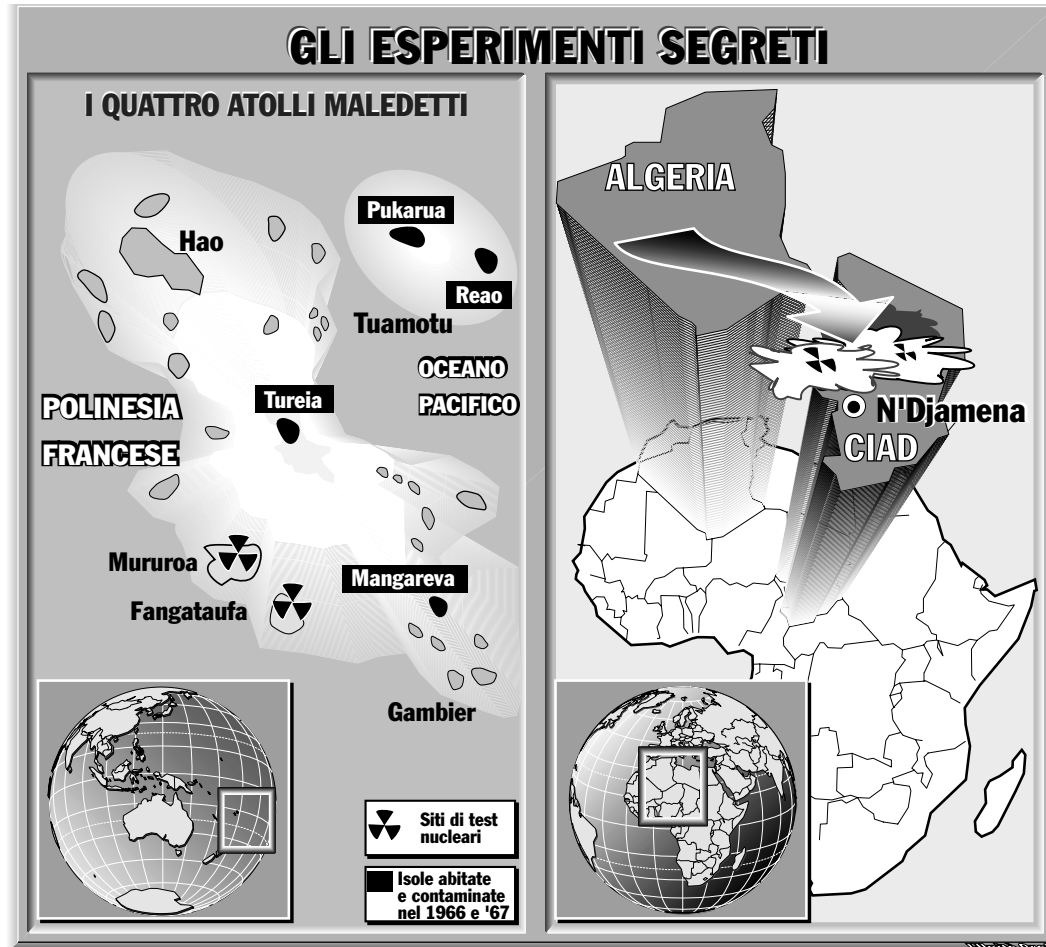 GLI ESPERIMENTI SEGRETI
I QUATTRO ATOLLI MALEDETTI
Hao
Pukarua
Reao
Tuamotu
OCEANO
PACIFICO
Tureia
POLINESIA
FRANCESE
Mururoa
Fangataufa
Mangareva
Gambier
Siti di test
nucleari
Isole abitate
e contaminate
nel 1966 e '67
ALGERIA
N'Djamena
CIAD